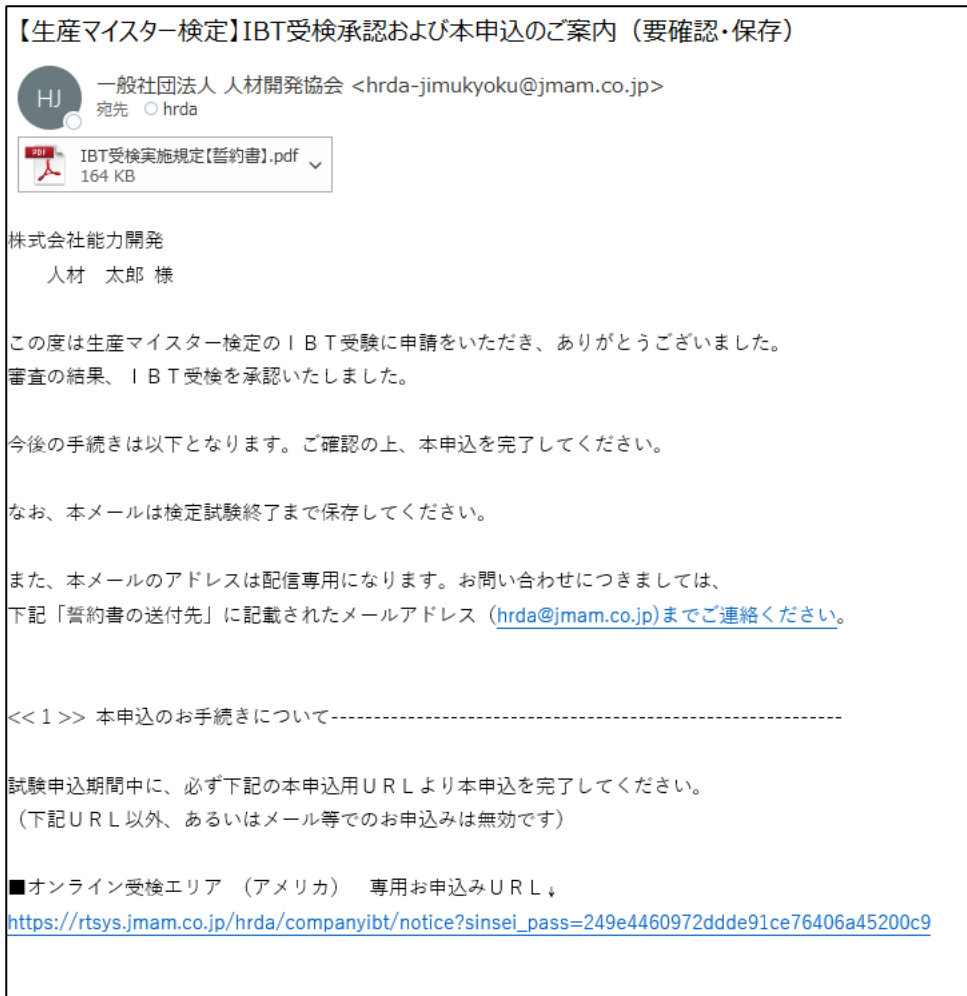 【生産マイスター検定】IBT受検承認および本申込のご案内（要確認・保存）
HJ
一般社団法人 人材開発協会 <hrda-jimukyoku@jmam.co.jp>
宛先 ○ hrda
PDF
IBT受検実施規定【誓約書】.pdf
164 KB
株式会社能力開発
人材　太郎 様
この度は生産マイスター検定のＩＢＴ受験に申請をいただき、ありがとうございました。
審査の結果、ＩＢＴ受検を承認いたしました。
今後の手続きは以下となります。ご確認の上、本申込を完了してください。
なお、本メールは検定試験終了まで保存してください。
また、本メールのアドレスは配信専用になります。お問い合わせにつきましては、
下記「誓約書の送付先」に記載されたメールアドレス（hrda@jmam.co.jp)までご連絡ください。
<<１>> 本申込のお手続きについて------------------------------------------------------------
試験申込期間中に、必ず下記の本申込用ＵＲＬより本申込を完了してください。
（下記ＵＲＬ以外、あるいはメール等でのお申込みは無効です）
■オンライン受検エリア　（アメリカ）　専用お申込みＵＲＬ↓
https://rtsys.jmam.co.jp/hrda/companyibt/notice?sinsei_pass=249e4460972ddde91ce76406a45200c9